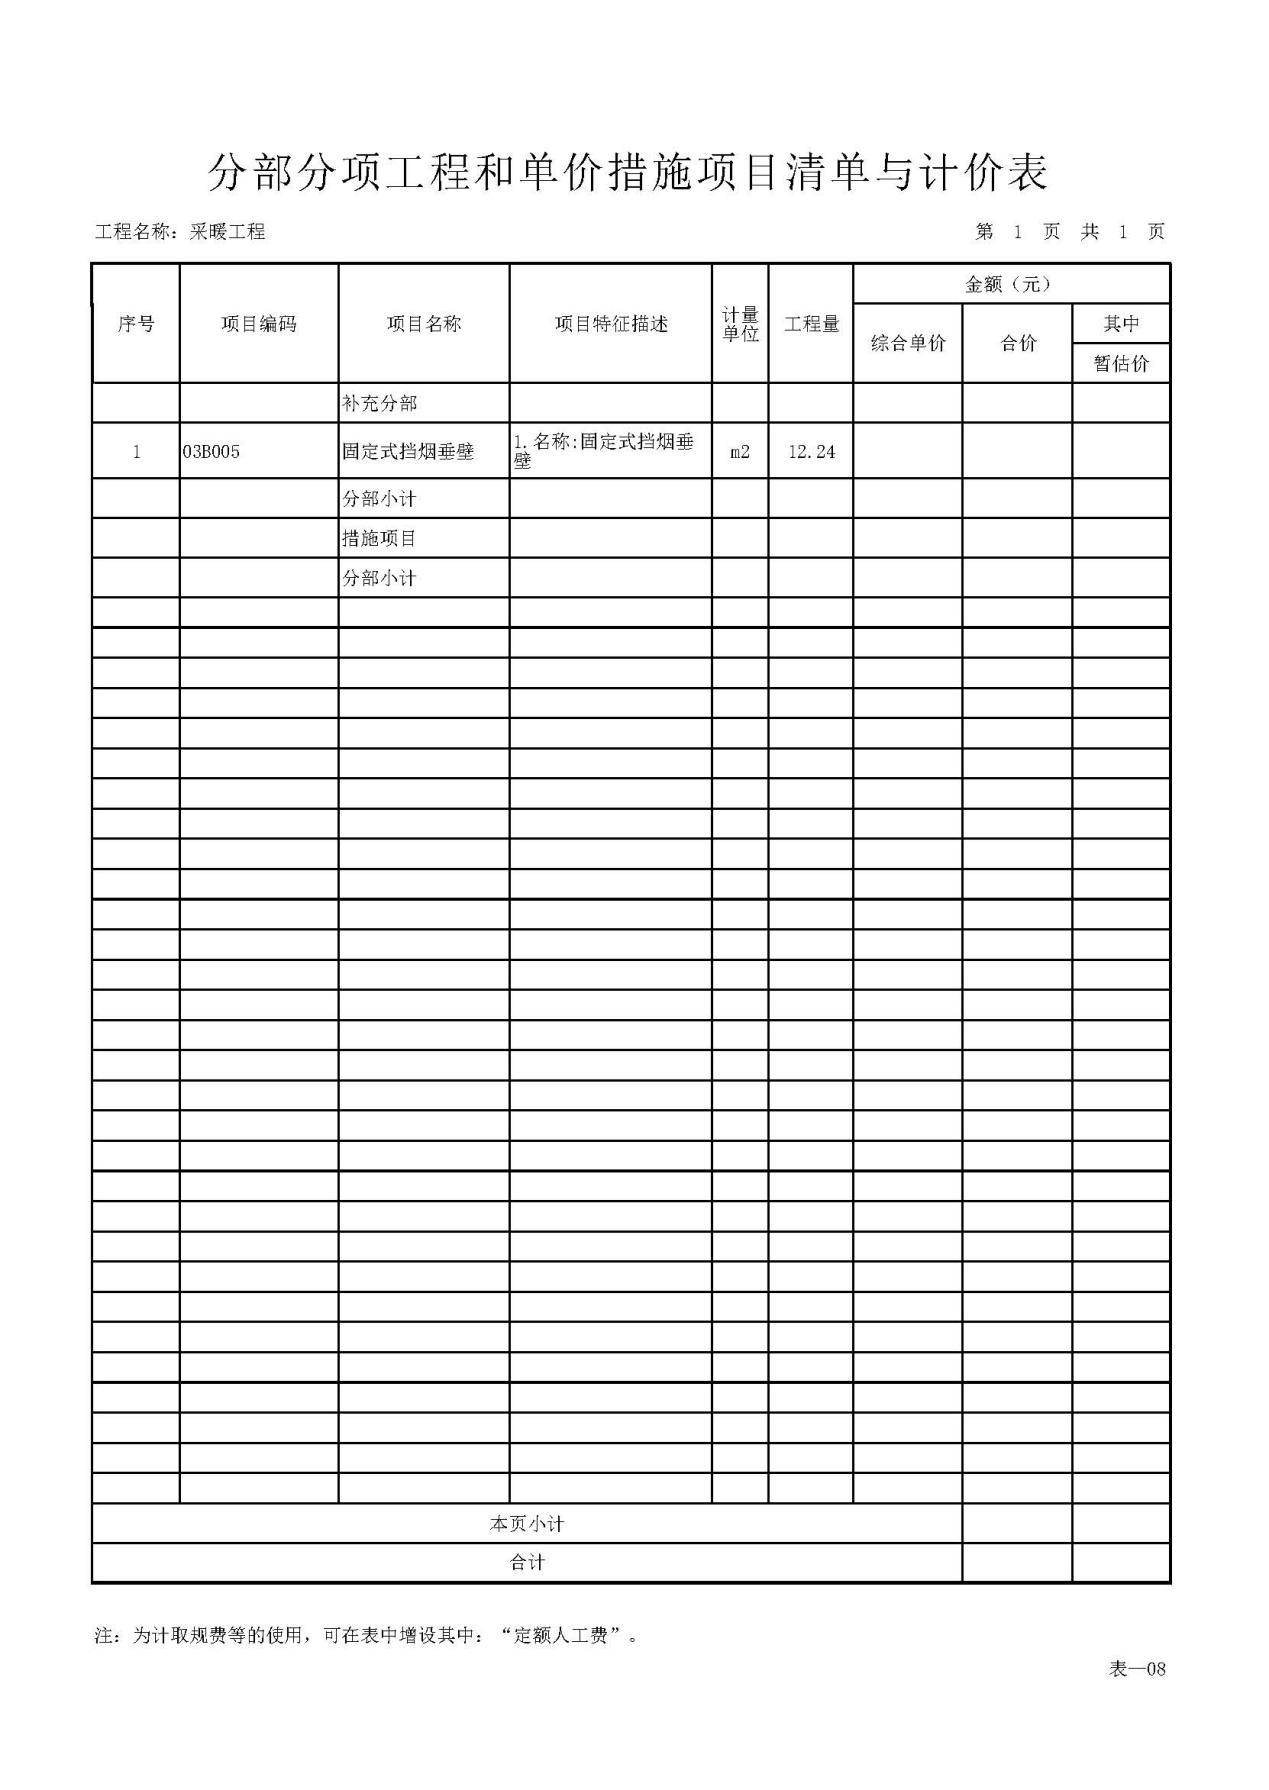 分部分项工程和单价措施项目清单与计价表
工程名称：采暖工程
第 1 页 共 1 页
序号
项目编码
项目名称
项目特征描述
计量
单位
工程量
金额（元）
综合单价
合价
其中
暂估价
补充分部
1
03B005
固定式挡烟垂壁
1.名称:固定式挡烟垂
壁
m2
12.24
分部小计
措施项目
分部小计
本页小计
合计
注：为计取规费等的使用，可在表中增设其中：“定额人工费”。
表—08